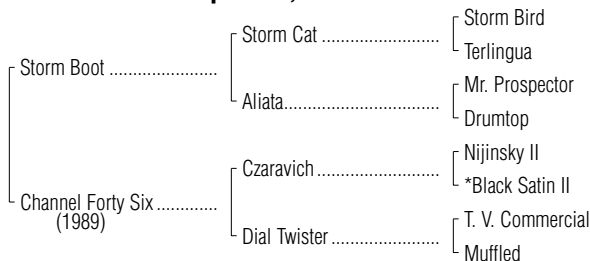 Storm Bird
Storm Cat ........................
Terlingua
Storm Boot ......................
Mr. Prospector
Aliata................................
Drumtop
Nijinsky II
Czaravich .........................
*Black Satin II
Channel Forty Six .............
(1989)
T. V. Commercial
Dial Twister ......................
Muffled